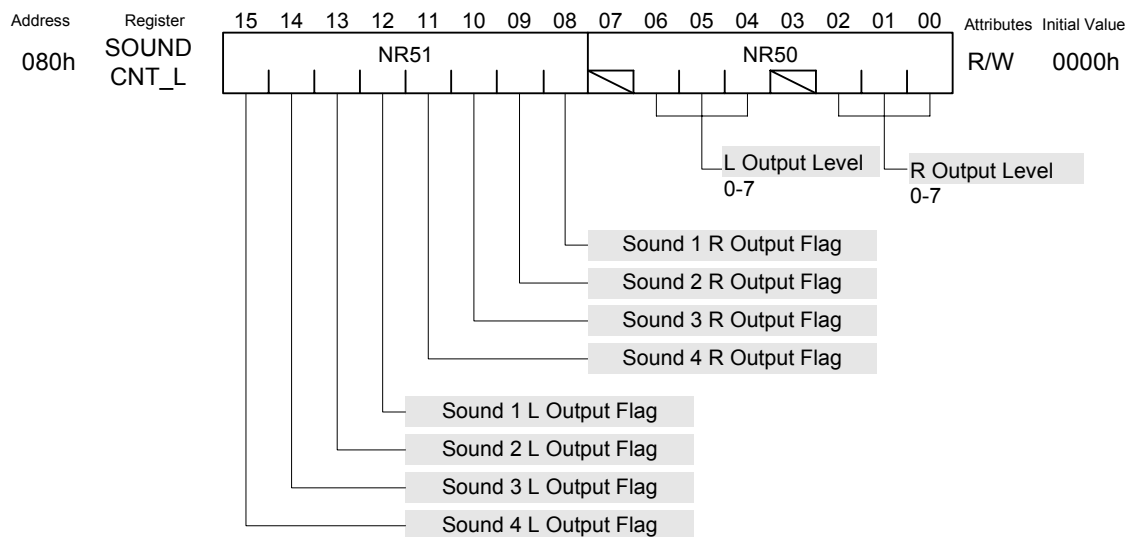 Address Register 15 14 13 12 11 10 09 08 07 06 05 04 03 02 01 00 Attributes Initial Value
080h SOUND CNT_L NR51 NR50 R/W 0000h
L Output Level
0-7
R Output Level
0-7
Sound 1 R Output Flag
Sound 2 R Output Flag
Sound 3 R Output Flag
Sound 4 R Output Flag
Sound 1 L Output Flag
Sound 2 L Output Flag
Sound 3 L Output Flag
Sound 4 L Output Flag